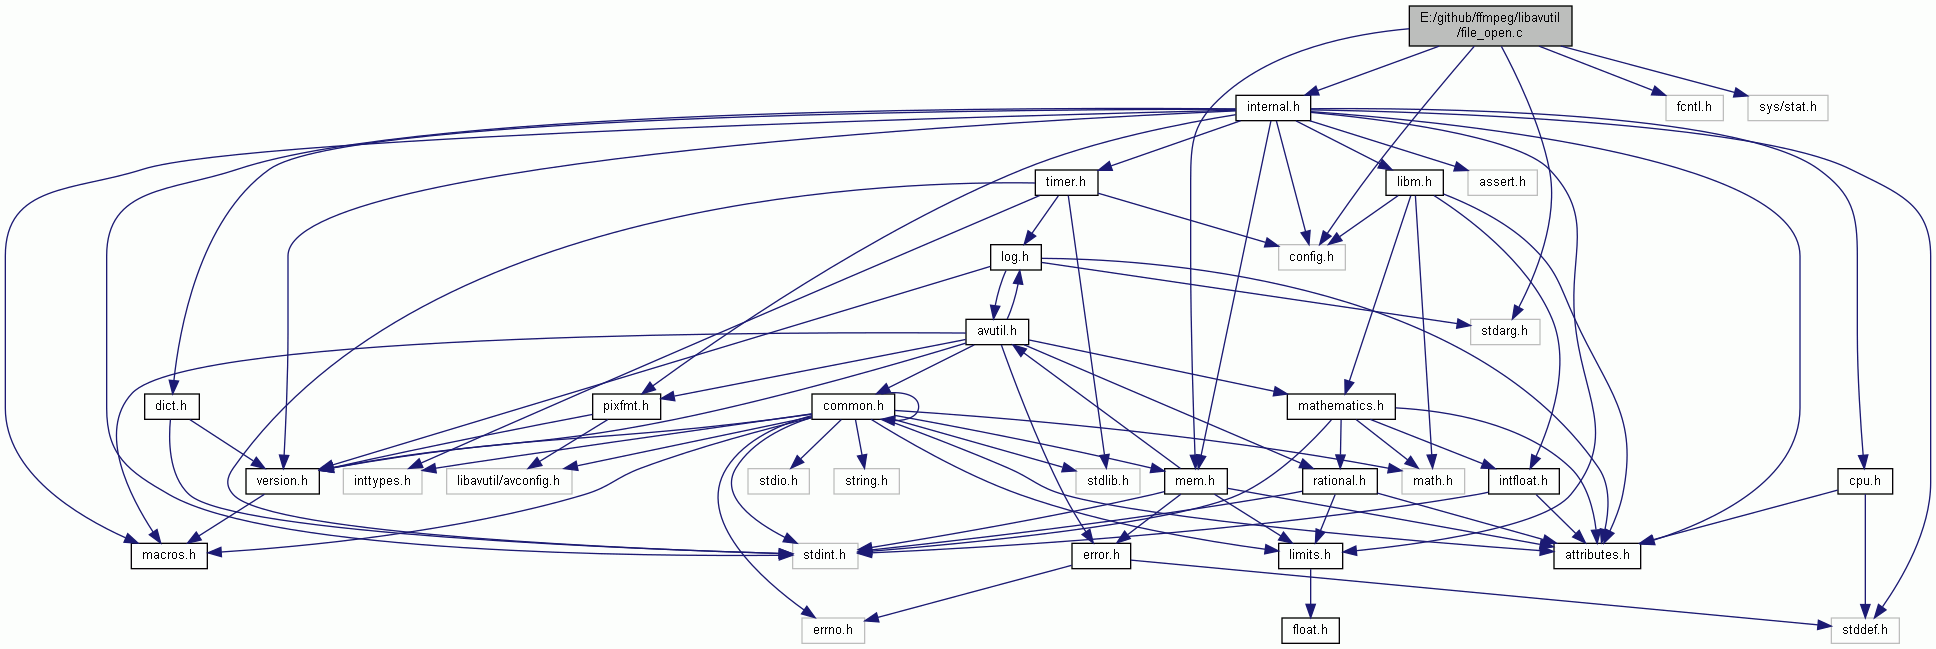 E:/github/ffmpeg/libavutil
/file_open.c
internal.h
fcntl.h
sys/stat.h
timer.h
libm.h
assert.h
log.h
config.h
avutil.h
stdarg.h
dict.h
pixfmt.h
common.h
mathematics.h
version.h
inttypes.h
libavutil/avconfig.h
stdio.h
string.h
stdlib.h
mem.h
rational.h
math.h
intfloat.h
cpu.h
macros.h
stdint.h
error.h
limits.h
attributes.h
errno.h
float.h
stddef.h